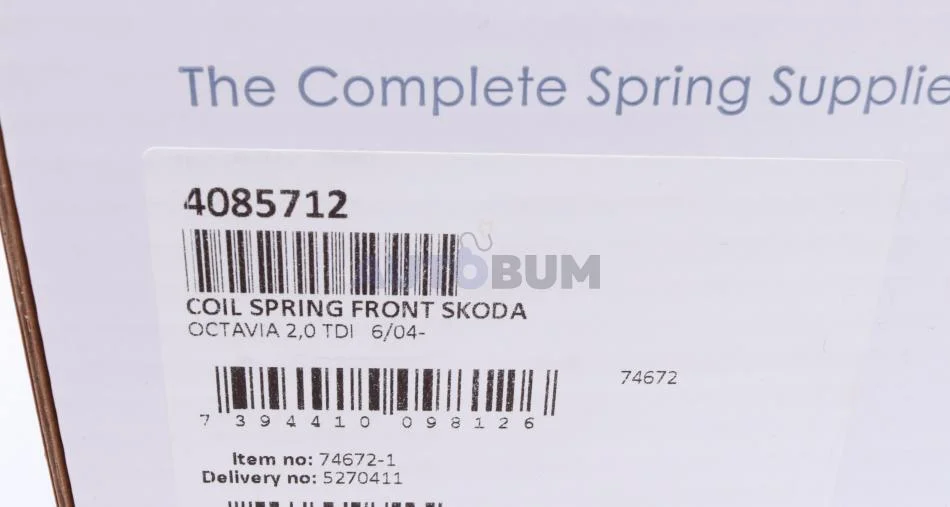 The Complete Spring Supplie
4085712
AUTOBUM
COIL SPRING FRONT SKODA
OCTAVIA 2,0 TDI 6/04-
74672
7 394410 098126
Item no: 74672-1
Delivery no: 5270411